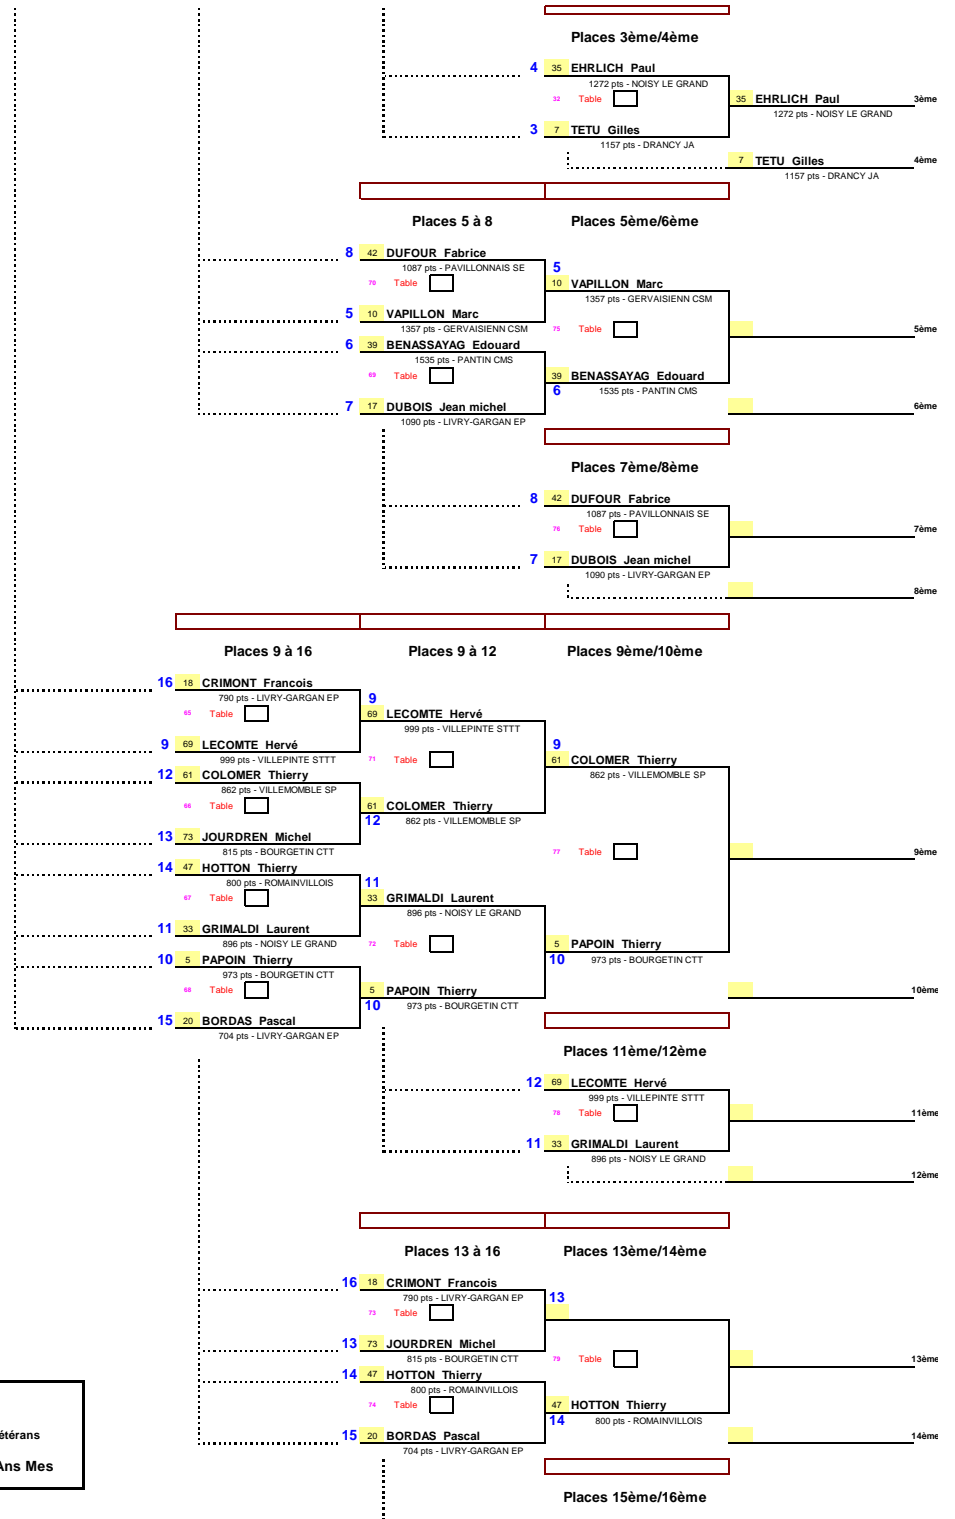 Places 3ème/4ème
4 35 EHRLICH Paul
1272 pts - NOISY LE GRAND
32 Table
35 EHRLICH Paul 3ème
1272 pts - NOISY LE GRAND
3 7 TETU Gilles
1157 pts - DRANCY JA
7 TETU Gilles 4ème
1157 pts - DRANCY JA
Places 5 à 8 Places 5ème/6ème
8 42 DUFOUR Fabrice
1087 pts - PAVILLONNAIS SE
5
70 Table
10 VAPILLON Marc
1357 pts - GERVAISIENN CSM
5 10 VAPILLON Marc
1357 pts - GERVAISIENN CSM
75 Table
5ème
6 39 BENASSAYAG Edouard
1535 pts - PANTIN CMS
69 Table
39 BENASSAYAG Edouard
6 1535 pts - PANTIN CMS
7 17 DUBOIS Jean michel
1090 pts - LIVRY-GARGAN EP
6ème
Places 7ème/8ème
8 42 DUFOUR Fabrice
1087 pts - PAVILLONNAIS SE
76 Table
7ème
7 17 DUBOIS Jean michel
1090 pts - LIVRY-GARGAN EP
8ème
Places 9 à 16 Places 9 à 12 Places 9ème/10ème
16 18 CRIMONT Francois
790 pts - LIVRY-GARGAN EP
9
65 Table
69 LECOMTE Hervé
999 pts - VILLEPINTE STTT
9 69 LECOMTE Hervé
999 pts - VILLEPINTE STTT
9
71 Table
61 COLOMER Thierry
862 pts - VILLEMOMBLE SP
12 61 COLOMER Thierry
862 pts - VILLEMOMBLE SP
66 Table
61 COLOMER Thierry
12 862 pts - VILLEMOMBLE SP
13 73 JOURDREN Michel
815 pts - BOURGETIN CTT
77 Table
9ème
14 47 HOTTON Thierry
800 pts - ROMAINVILLOIS
11
67 Table
33 GRIMALDI Laurent
896 pts - NOISY LE GRAND
11 33 GRIMALDI Laurent
896 pts - NOISY LE GRAND
72 Table
5 PAPOIN Thierry
10 973 pts - BOURGETIN CTT
10 5 PAPOIN Thierry
973 pts - BOURGETIN CTT
68 Table
5 PAPOIN Thierry
10 973 pts - BOURGETIN CTT
10ème
15 20 BORDAS Pascal
704 pts - LIVRY-GARGAN EP
Places 11ème/12ème
12 69 LECOMTE Hervé
999 pts - VILLEPINTE STTT
78 Table
11ème
11 33 GRIMALDI Laurent
896 pts - NOISY LE GRAND
12ème
Places 13 à 16 Places 13ème/14ème
16 18 CRIMONT Francois
790 pts - LIVRY-GARGAN EP
13
73 Table
13 73 JOURDREN Michel
815 pts - BOURGETIN CTT
79 Table
13ème
14 47 HOTTON Thierry
800 pts - ROMAINVILLOIS
74 Table
47 HOTTON Thierry
14 800 pts - ROMAINVILLOIS
15 20 BORDAS Pascal
704 pts - LIVRY-GARGAN EP
14ème
étérans
Ans Mes
Places 15ème/16ème